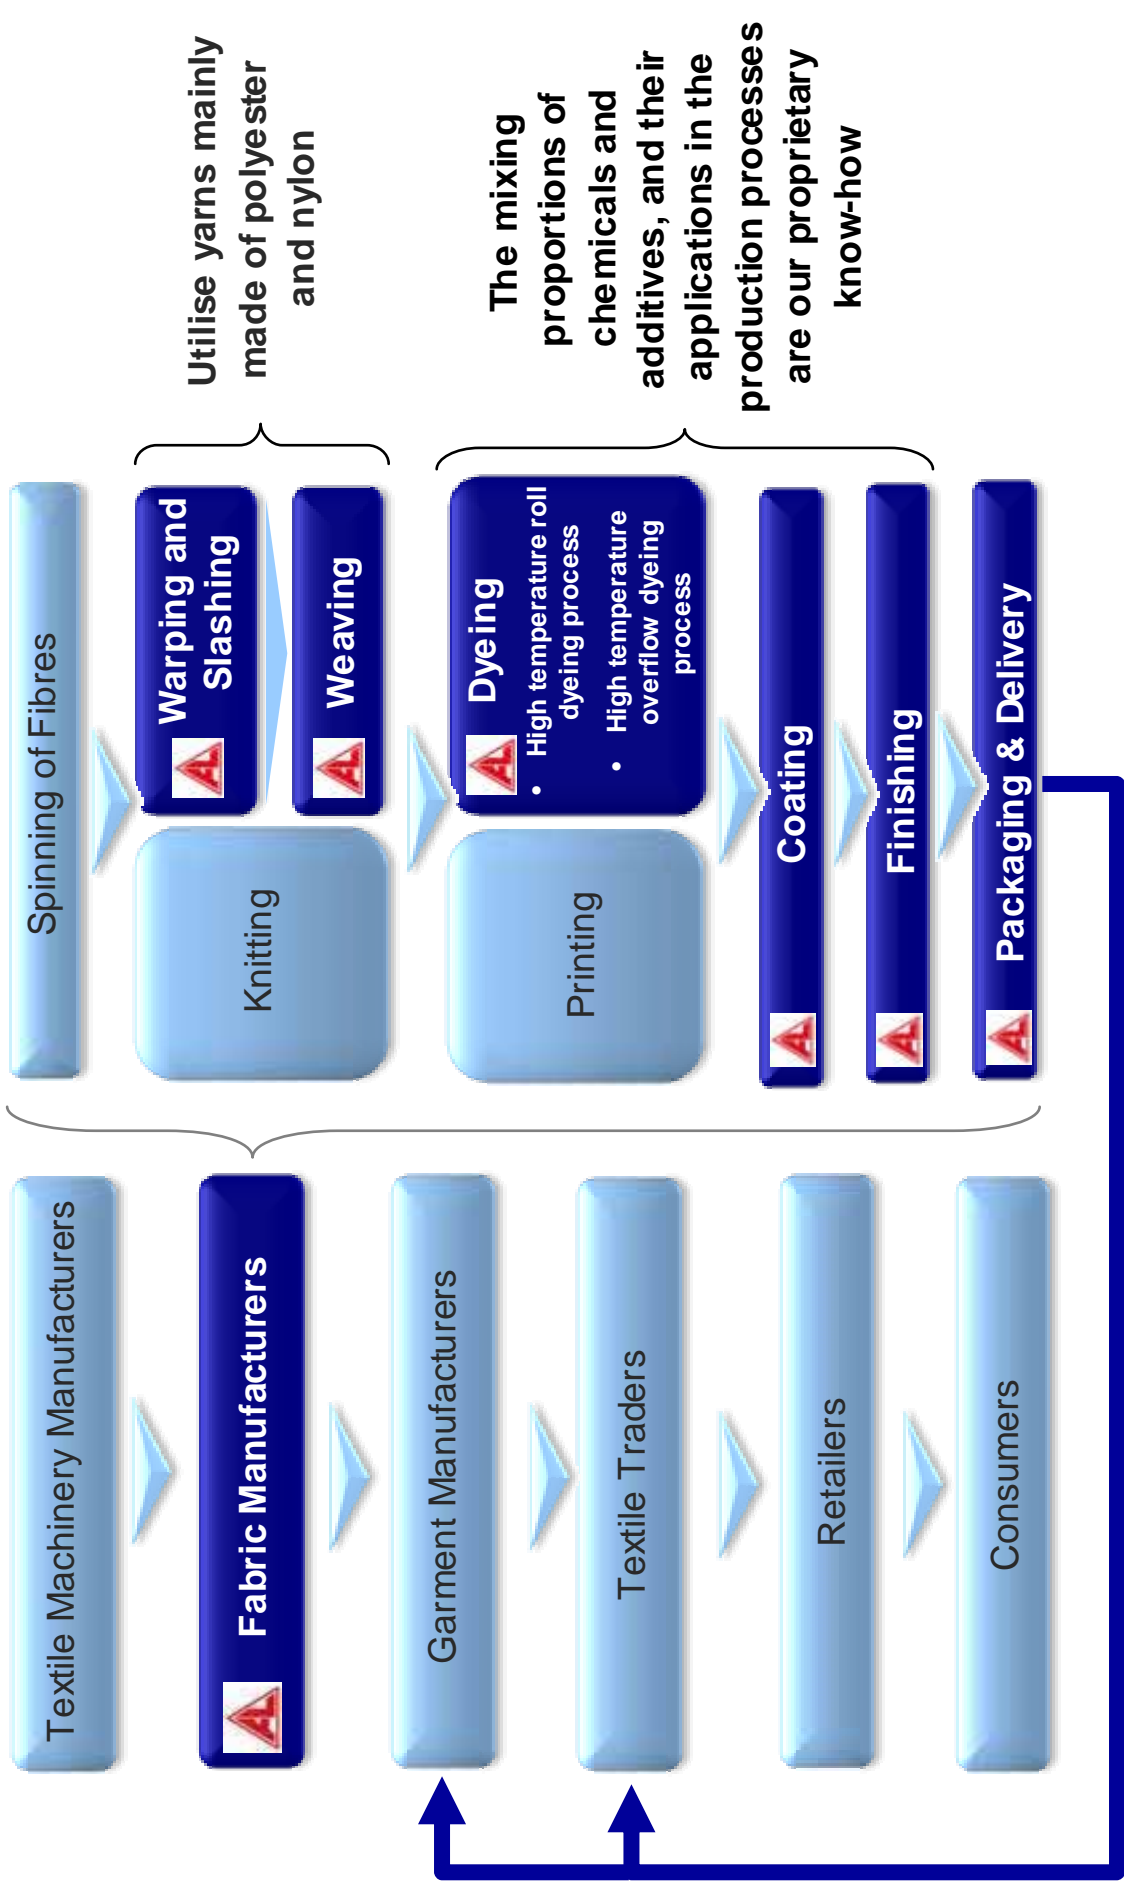 Textile Machinery Manufacturers
Fabric Manufacturers
Garment Manufacturers
Textile Traders
Retailers
Consumers
Spinning of Fibres
Knitting
Warping and
Slashing
Weaving
Printing
Dyeing
• High temperature roll
dyeing process
• High temperature
overflow dyeing
process
Coating
Finishing
Packaging & Delivery
Utilise yarns mainly
made of polyester
and nylon
The mixing
proportions of
chemicals and
additives, and their
applications in the
production processes
are our proprietary
know-how